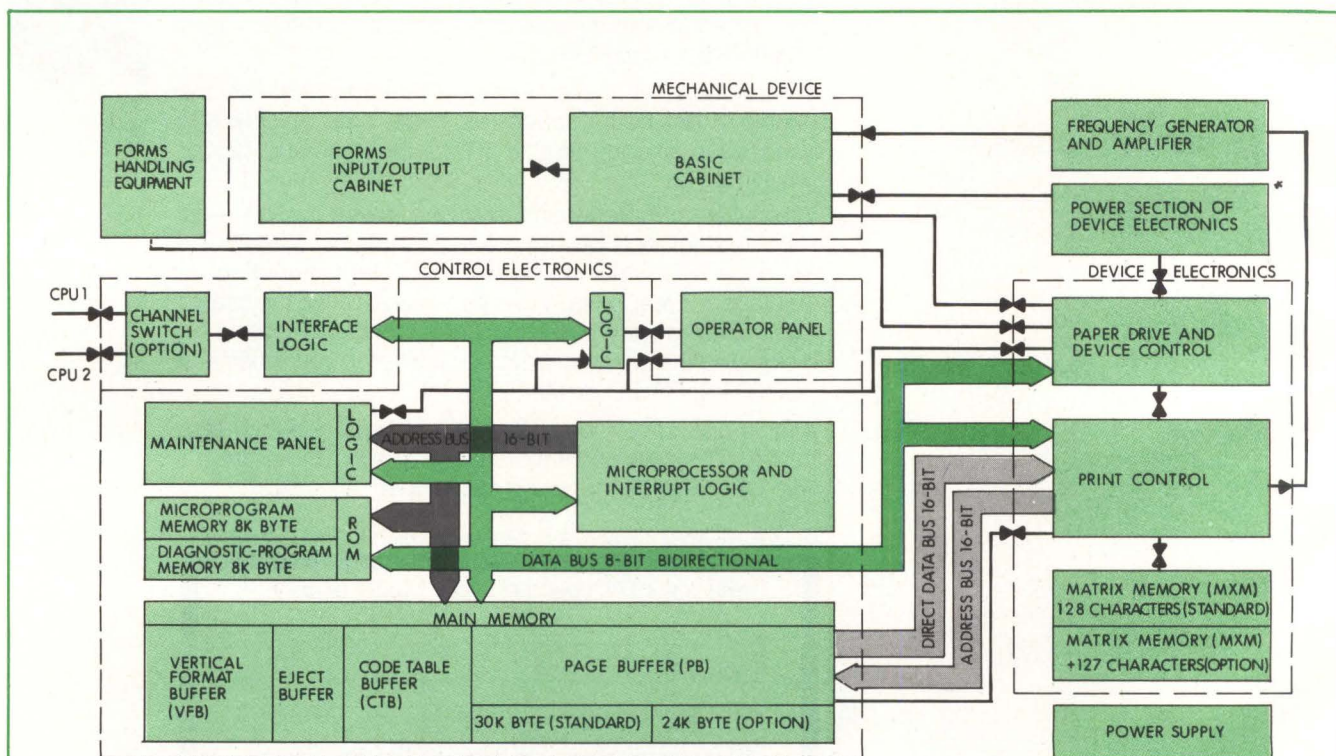 MECHANICAL DEVICE
FORMS
HANDLING
EQUIPMENT
FORMS
INPUT/OUTPUT
CABINET
BASIC
CABINET
FREQUENCY GENERATOR
AND AMPLIFIER
POWER SECTION OF
DEVICE ELECTRONICS
*
CONTROL ELECTRONICS
DEVICE ELECTRONICS
CPU 1
CPU 2
CHANNEL
SWITCH
(OPTION)
INTERFACE
LOGIC
LOGIC
OPERATOR PANEL
PAPER DRIVE AND
DEVICE CONTROL
MAINTENANCE PANEL
LOGIC
ADDRESS BUS 16-BIT
MICROPROCESSOR AND
INTERRUPT LOGIC
PRINT CONTROL
MICROPROGRAM
MEMORY 8K BYTE
DIAGNOSTIC-PROGRAM
MEMORY 8K BYTE
ROM
DATA BUS 8-BIT BIDIRECTIONAL
DIRECT DATA BUS 16-BIT
ADDRESS BUS 16-BIT
MATRIX MEMORY (MXM)
128 CHARACTERS (STANDARD)
MATRIX MEMORY (MXM)
+127 CHARACTERS (OPTION)
MAIN MEMORY
VERTICAL
FORMAT
BUFFER
(VFB)
EJECT
BUFFER
CODE TABLE
BUFFER
(CTB)
PAGE BUFFER (PB)
30K BYTE (STANDARD)
24K BYTE (OPTION)
POWER SUPPLY